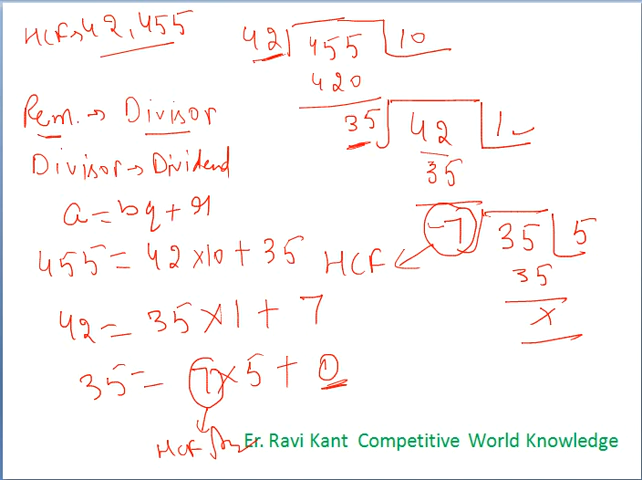 HCF → 42, 455
Rem. → Divisor
Divisor → Dividend
a = bq + r
455 = 42 × 10 + 35
42 = 35 × 1 + 7
35 = 7 × 5 + 0
HCF Ans
42 455 10
420
35 42 1
35
7 35 5
35
×
HCF
Er. Ravi Kant Competitive World Knowledge